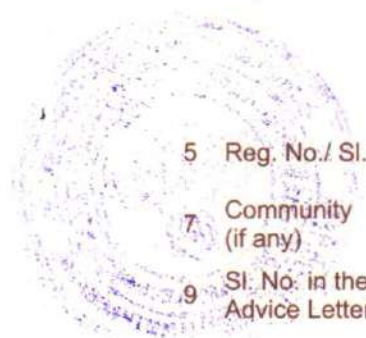 5 Reg. No./ Sl.
7 Community
(if any)
9 Sl. No. in the
Advice Letter